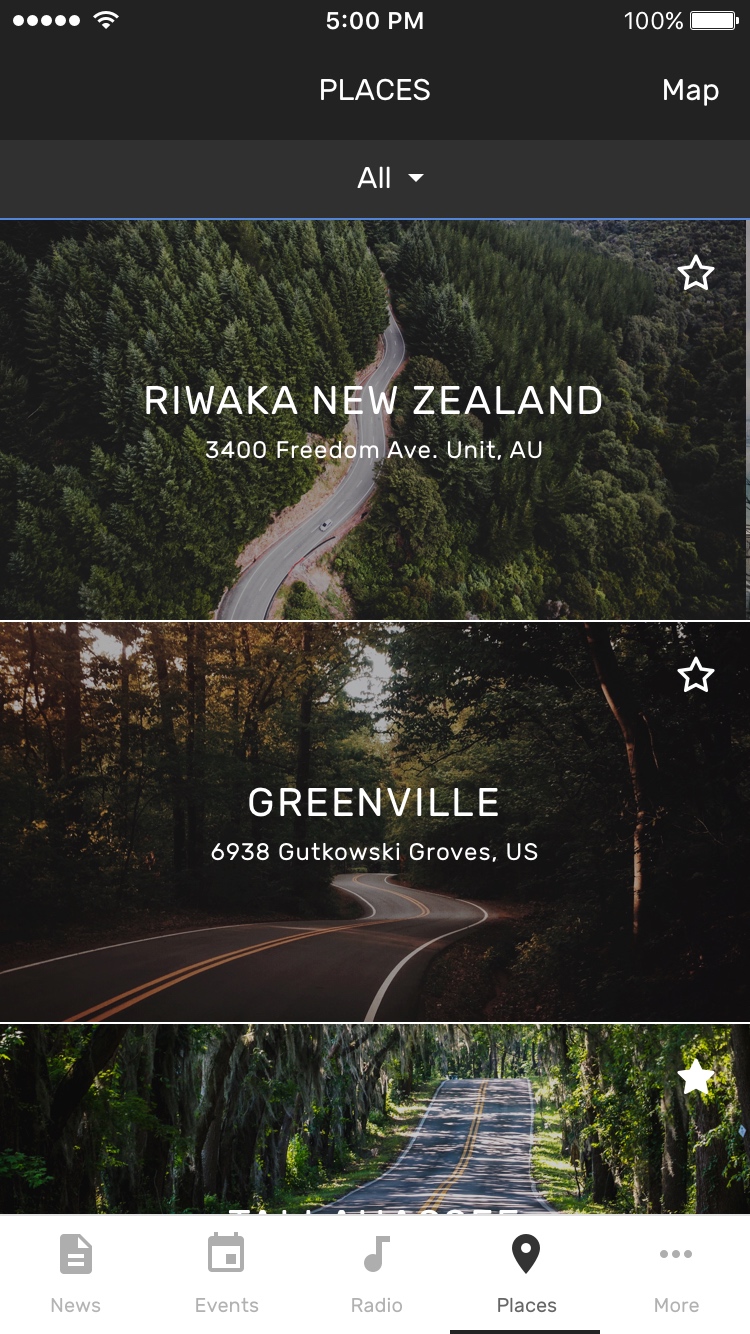 5:00 PM
100%
PLACES
Map
All
RIWAKA NEW ZEALAND
3400 Freedom Ave. Unit, AU
GREENVILLE
6938 Gutkowski Groves, US
News
Events
Radio
Places
More